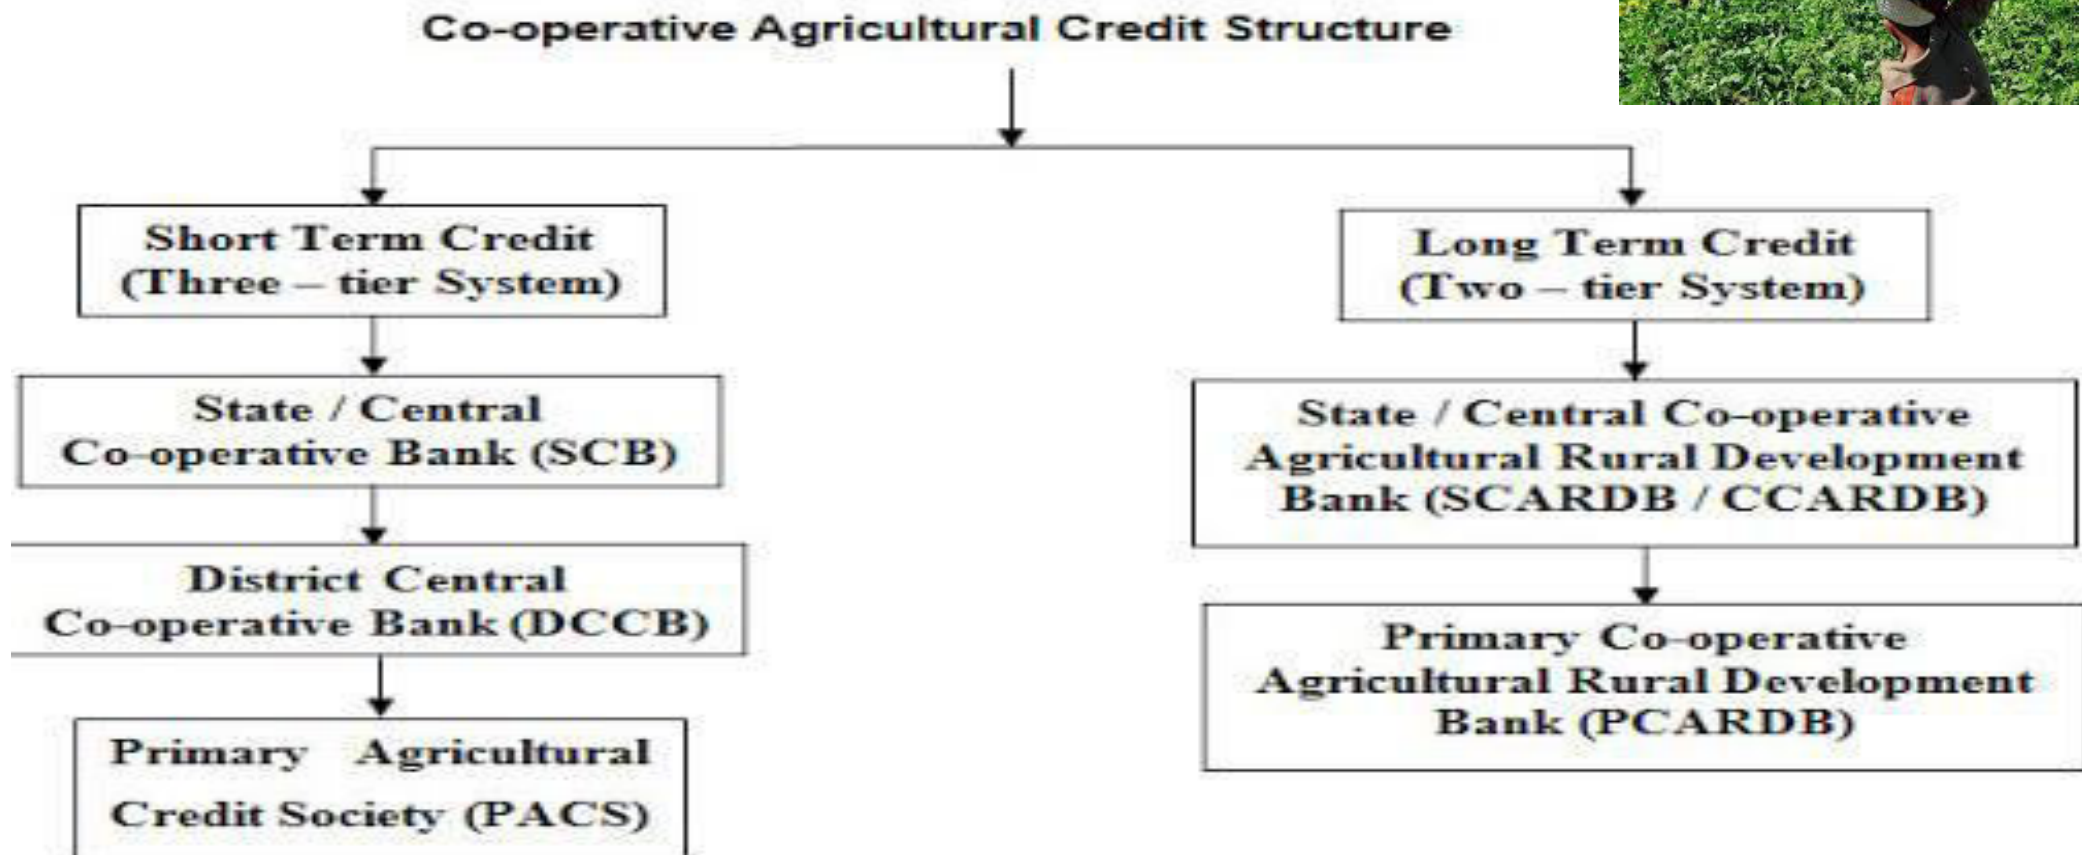 Co-operative Agricultural Credit Structure
Short Term Credit
(Three – tier System)
State / Central
Co-operative Bank (SCB)
District Central
Co-operative Bank (DCCB)
Primary Agricultural
Credit Society (PACS)
Long Term Credit
(Two – tier System)
State / Central Co-operative
Agricultural Rural Development
Bank (SCARDB / CCARDB)
Primary Co-operative
Agricultural Rural Development
Bank (PCARDB)